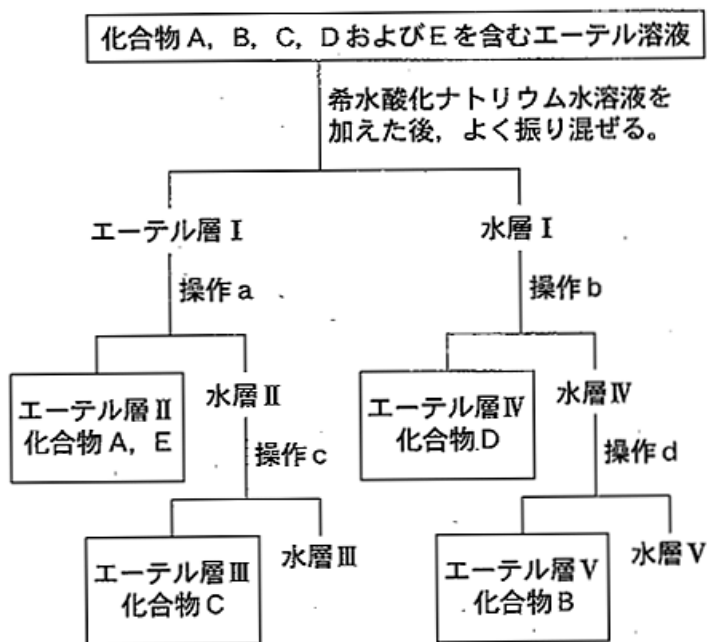 化合物A，B，C，DおよびEを含むエーテル溶液
希水酸化ナトリウム水溶液を
加えた後，よく振り混ぜる。
エーテル層Ⅰ
水層Ⅰ
操作a
操作b
エーテル層Ⅱ
化合物A，E
水層Ⅱ
エーテル層Ⅳ
化合物D
水層Ⅳ
操作c
操作d
エーテル層Ⅲ
化合物C
水層Ⅲ
エーテル層Ⅴ
化合物B
水層Ⅴ